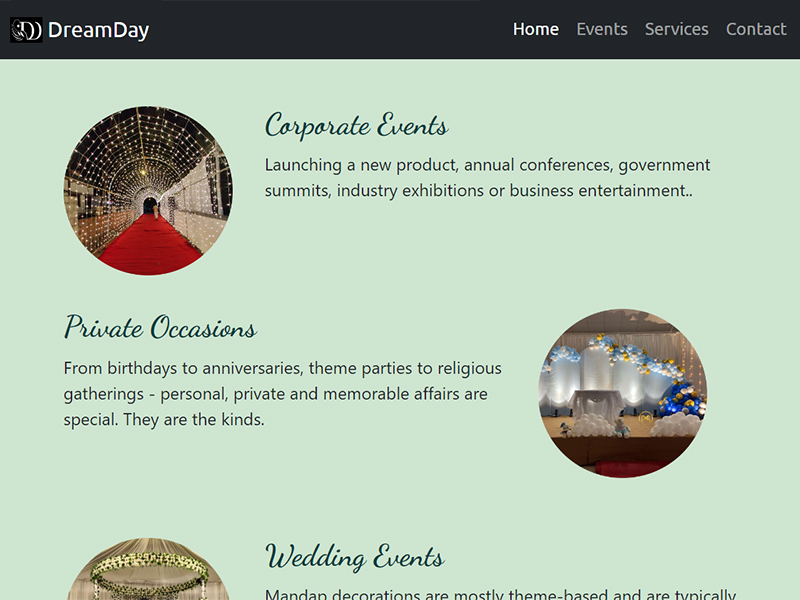 DreamDay
Home Events Services Contact
Corporate Events
Launching a new product, annual conferences, government
summits, industry exhibitions or business entertainment..
Private Occasions
From birthdays to anniversaries, theme parties to religious
gatherings - personal, private and memorable affairs are
special. They are the kinds.
Wedding Events
Mandap decorations are mostly theme-based and are typically